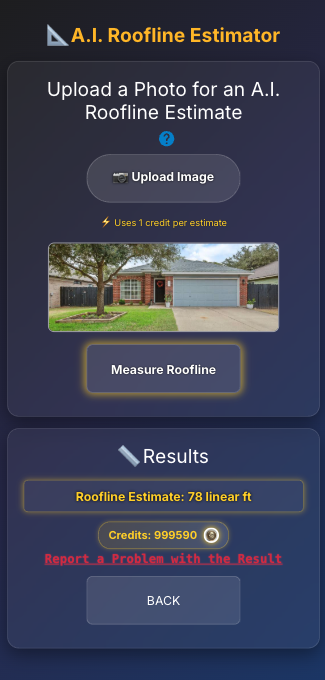 A.I. Roofline Estimator
Upload a Photo for an A.I.
Roofline Estimate
?
Upload Image
Uses 1 credit per estimate
Measure Roofline
Results
Roofline Estimate: 78 linear ft
Credits: 999590
Report a Problem with the Result
BACK